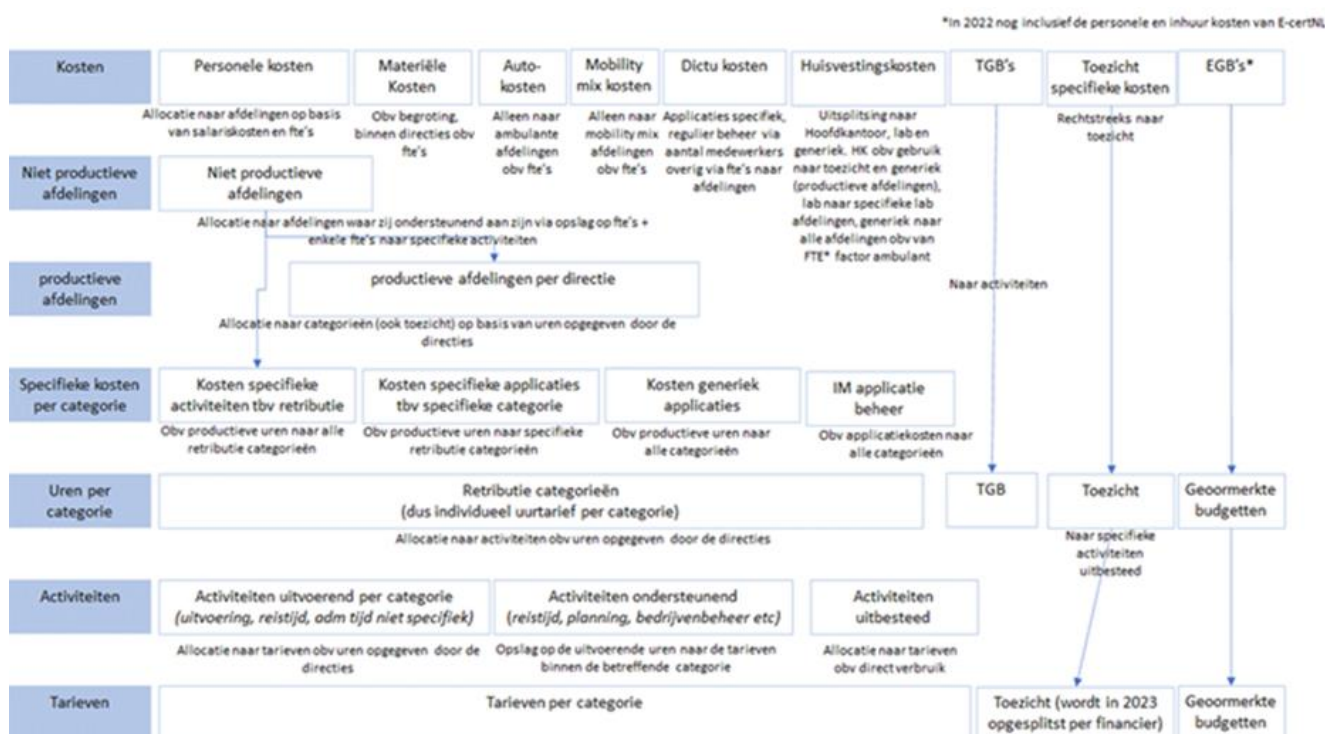 *In 2022 nog inclusief de personele en inhuur kosten van E-certNL
Kosten
Personele kosten
Materiële
Kosten
Auto-
kosten
Mobility
mix kosten
Dictu kosten
Huisvestingskosten
TGB's
Toezicht
specifieke kosten
EGB's*
Allocatie naar afdelingen op basis
van salariskosten en fte's
Obv begroting,
binnen directies obv
fte's
Alleen naar
ambulante
afdelingen
obv fte's
Alleen naar
mobility mix
afdelingen
obv fte's
Applicaties specifiek,
regulier beheer via
aantal medewerkers
overig via fte's naar
afdelingen
Uitsplitsing naar
Hoofdkantoor, lab en
generiek. HK obv gebruik
naar toezicht en generiek
(productieve afdelingen),
lab naar specifieke lab
afdelingen, generiek naar
alle afdelingen obv van
FTE* factor ambulant
Rechtstreeks naar
toezicht
Niet productieve
afdelingen
Niet productieve
afdelingen
Allocatie naar afdelingen waar zij ondersteunend aan zijn via opslag op fte's +
enkele fte's naar specifieke activiteiten
productieve
afdelingen
productieve afdelingen per directie
Naar activiteiten
Allocatie naar categorieën (ook toezicht) op basis van uren opgegeven door de
directies
Specifieke kosten
per categorie
Kosten specifieke
activiteiten tbv retributie
Kosten specifieke applicaties
tbv specifieke categorie
Kosten generiek
applicaties
IM applicatie
beheer
Obv productieve uren naar alle
retributie categorieën
Obv productieve uren naar specifieke
retributie categorieën
Obv productieve uren naar
alle categorieën
Obv applicatiekosten naar
alle categorieën
Uren per
categorie
Retributie categorieën
(dus individueel uurtarief per categorie)
TGB
Toezicht
Geoormerkte
budgetten
Allocatie naar activiteiten obv uren opgegeven door de directies
Naar specifieke
activiteiten
uitbesteed
Activiteiten
Activiteiten uitvoerend per categorie
(uitvoering, reistijd, adm tijd niet specifiek)
Activiteiten ondersteunend
(reistijd, planning, bedrijvenbeheer etc)
Activiteiten
uitbesteed
Allocatie naar tarieven obv uren opgegeven door de
directies
Opslag op de uitvoerende uren naar de tarieven
binnen de betreffende categorie
Allocatie naar tarieven
obv direct verbruik
Tarieven
Tarieven per categorie
Toezicht (wordt in 2023
opgesplitst per financier)
Geoormerkte
budgetten